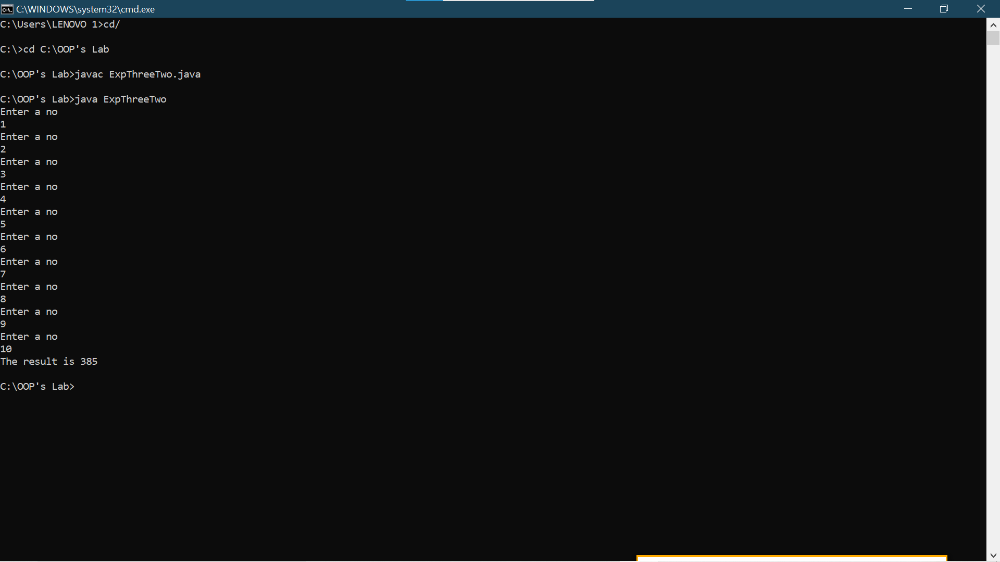 C:\WINDOWS\system32\cmd.exe
C:\Users\LENOVO 1>cd/
C:\>cd C:\OOP's Lab
C:\OOP's Lab>javac ExpThreeTwo.java
C:\OOP's Lab>java ExpThreeTwo
Enter a no
1
Enter a no
2
Enter a no
3
Enter a no
4
Enter a no
5
Enter a no
6
Enter a no
7
Enter a no
8
Enter a no
9
Enter a no
10
The result is 385
C:\OOP's Lab>